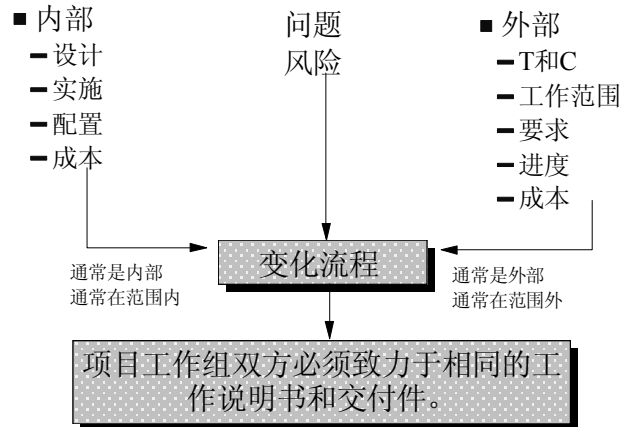 ■ 内部
━ 设计
━ 实施
━ 配置
━ 成本
问题
风险
■ 外部
━ T和C
━ 工作范围
━ 要求
━ 进度
━ 成本
通常是内部
通常在范围内
变化流程
通常是外部
通常在范围外
项目工作组双方必须致力于相同的工
作说明书和交付件。